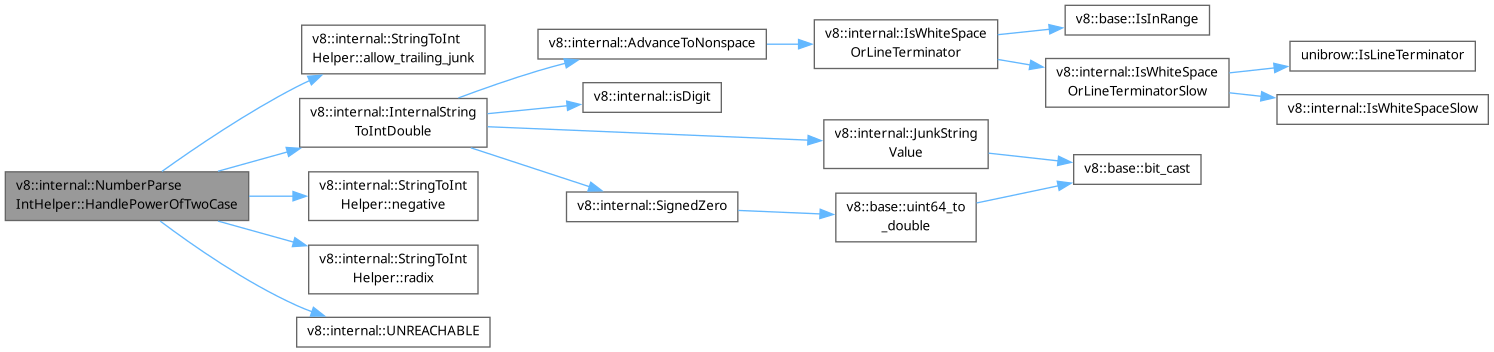 v8::internal::NumberParse
IntHelper::HandlePowerOfTwoCase
v8::internal::StringToInt
Helper::allow_trailing_junk
v8::internal::InternalString
ToIntDouble
v8::internal::StringToInt
Helper::negative
v8::internal::StringToInt
Helper::radix
v8::internal::UNREACHABLE
v8::internal::AdvanceToNonspace
v8::internal::isDigit
v8::internal::SignedZero
v8::internal::IsWhiteSpace
OrLineTerminator
v8::internal::JunkString
Value
v8::base::uint64_to
_double
v8::base::IsInRange
v8::internal::IsWhiteSpace
OrLineTerminatorSlow
v8::base::bit_cast
unibrow::IsLineTerminator
v8::internal::IsWhiteSpaceSlow